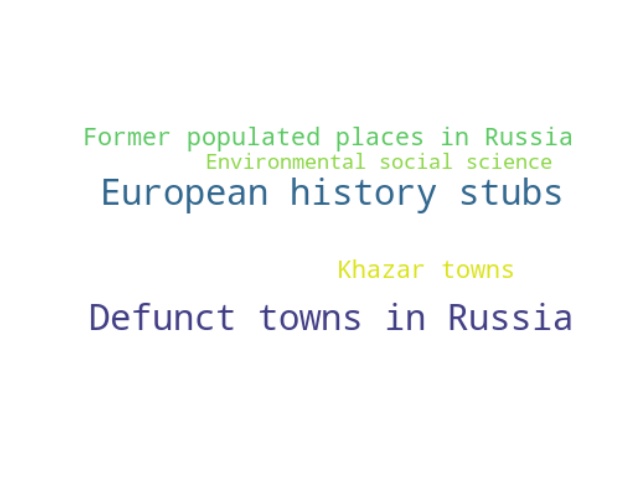 Former populated places in Russia
Environmental social science
European history stubs
Khazar towns
Defunct towns in Russia